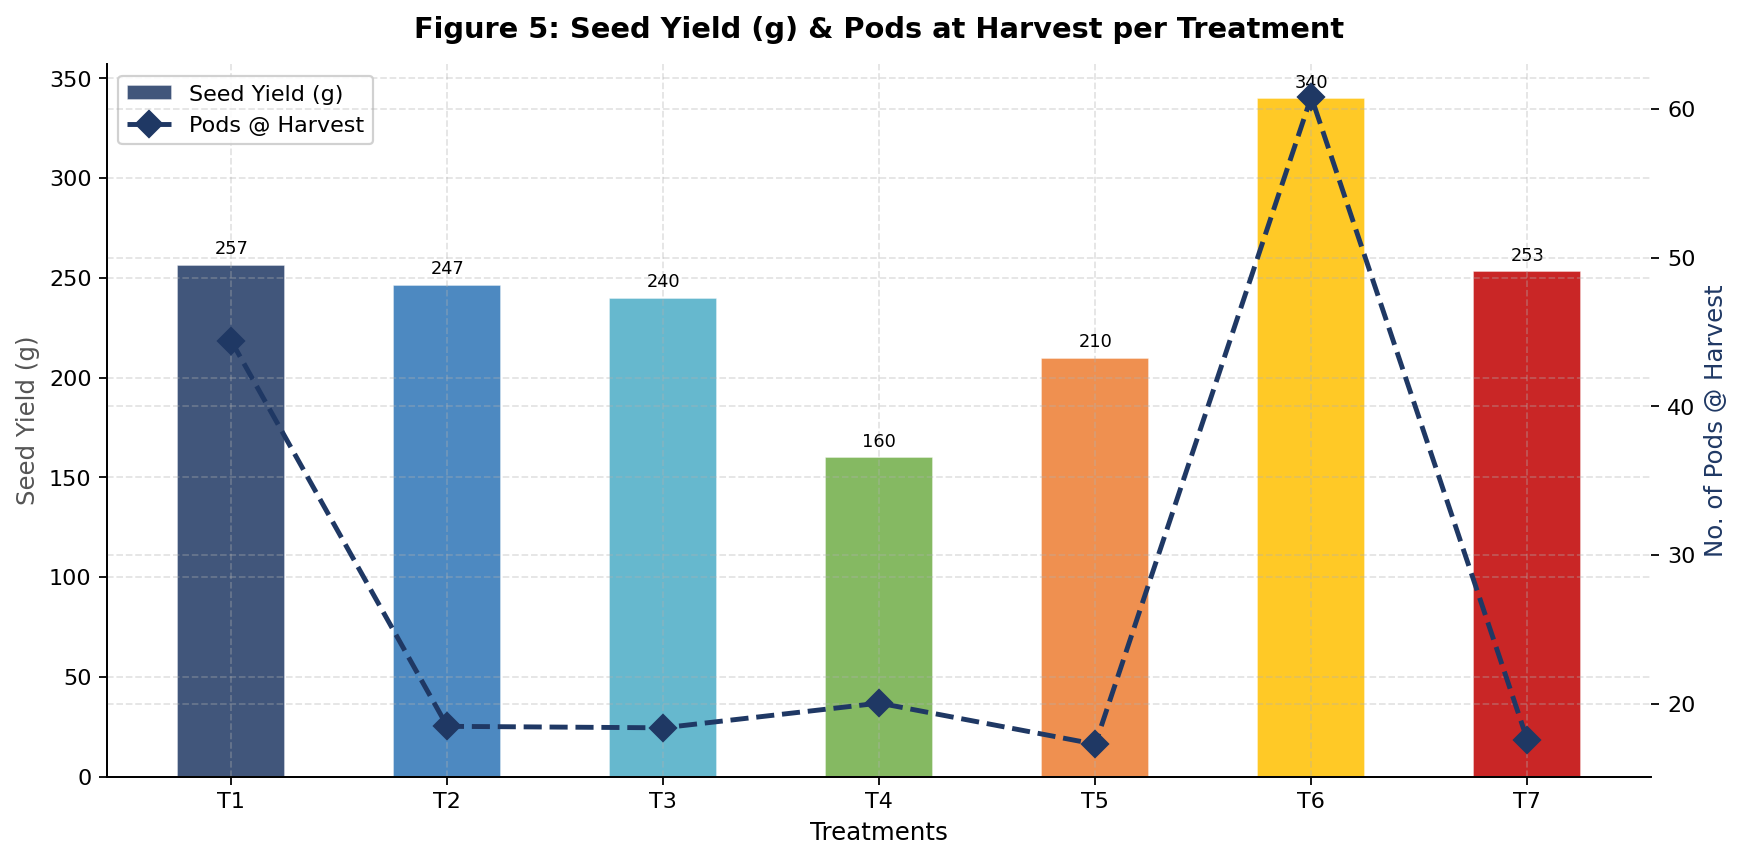 Figure 5: Seed Yield (g) & Pods at Harvest per Treatment
Seed Yield (g)
Pods @ Harvest
350
300
250
200
150
100
50
0
Seed Yield (g)
257
247
240
160
210
340
253
60
50
40
30
20
No. of Pods @ Harvest
T1 T2 T3 T4 T5 T6 T7
Treatments